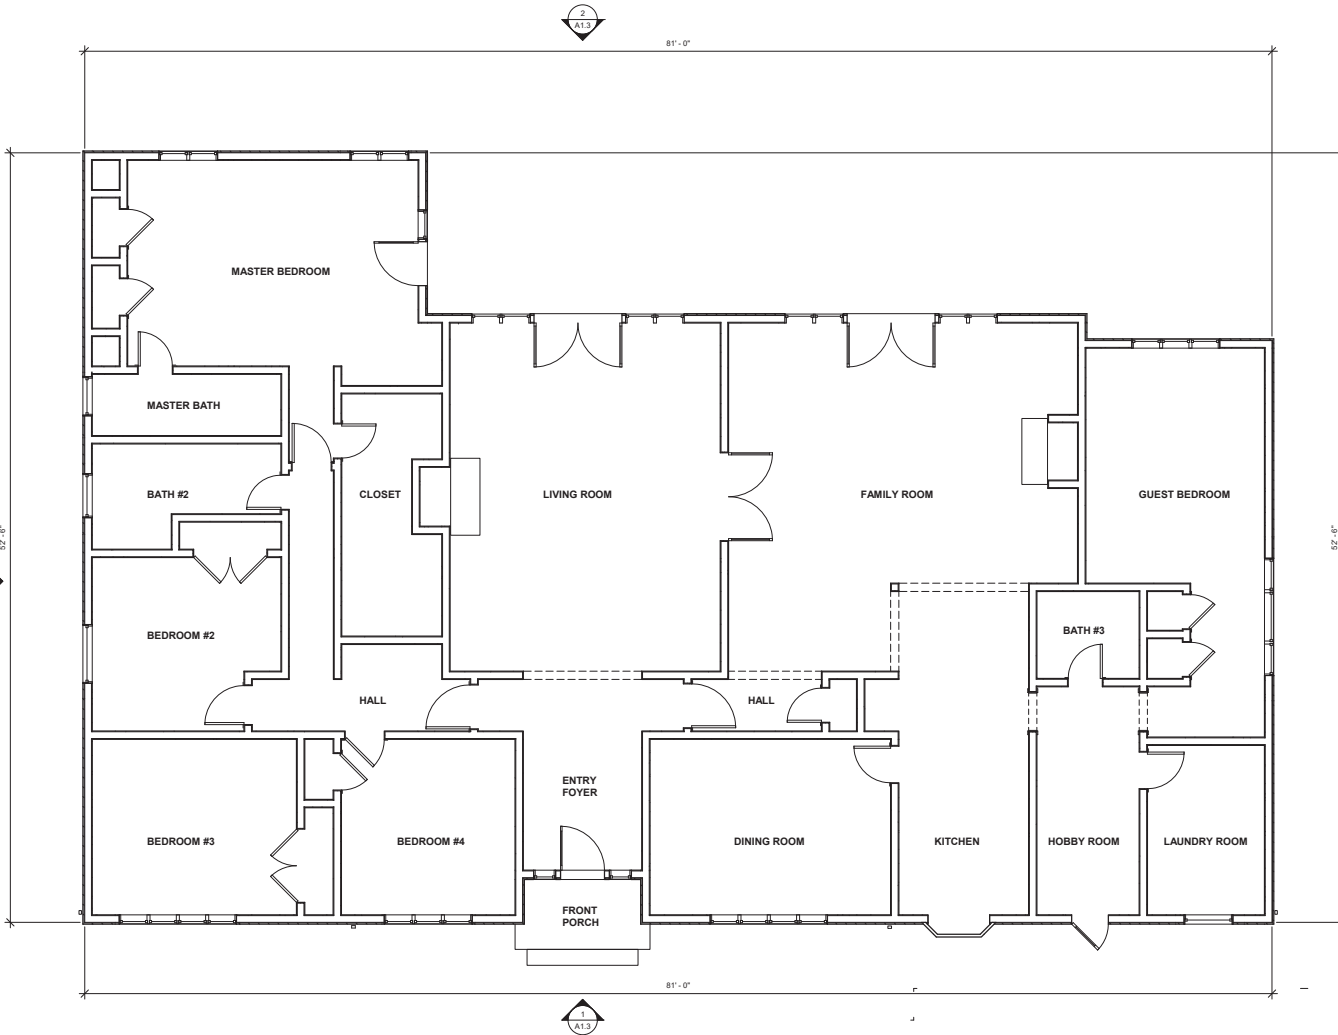 2
A1.3
81' - 0"
MASTER BEDROOM
MASTER BATH
BATH #2
CLOSET
LIVING ROOM
FAMILY ROOM
GUEST BEDROOM
52' - 6"
52' - 6"
BEDROOM #2
BATH #3
HALL
HALL
ENTRY
FOYER
BEDROOM #3
BEDROOM #4
DINING ROOM
KITCHEN
HOBBY ROOM
LAUNDRY ROOM
FRONT
PORCH
81' - 0"
1
A1.3